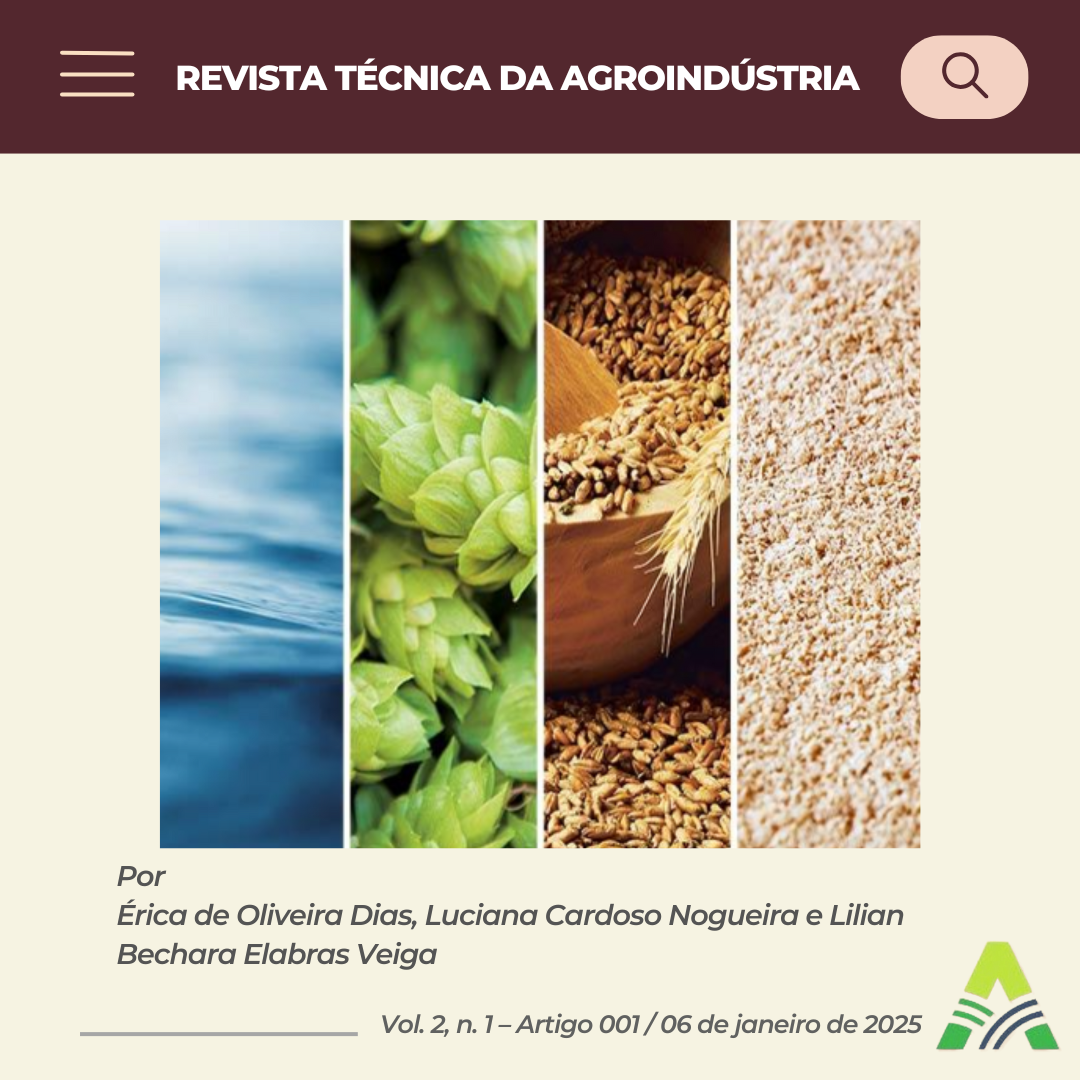 REVISTA TÉCNICA DA AGROINDÚSTRIA
Por
Érica de Oliveira Dias, Luciana Cardoso Nogueira e Lilian
Bechara Elabras Veiga
Vol. 2, n. 1 – Artigo 001 / 06 de janeiro de 2025